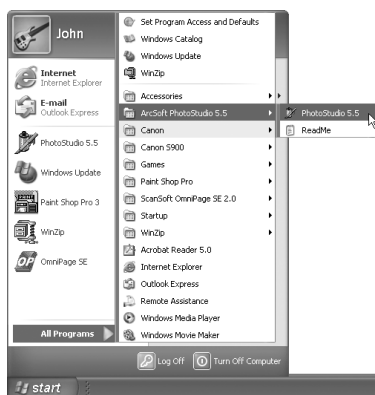 John
Internet
Internet Explorer
E-mail
Outlook Express
PhotoStudio 5.5
Windows Update
Paint Shop Pro 3
WinZip
OmniPage SE
All Programs
Set Program Access and Defaults
Windows Catalog
Windows Update
WinZip
Accessories
ArcSoft PhotoStudio 5.5
Canon
Canon S900
Games
Paint Shop Pro
ScanSoft OmniPage SE 2.0
Startup
WinZip
Acrobat Reader 5.0
Internet Explorer
Outlook Express
Remote Assistance
Windows Media Player
Windows Movie Maker
PhotoStudio 5.5
ReadMe
Log Off
Turn Off Computer
start